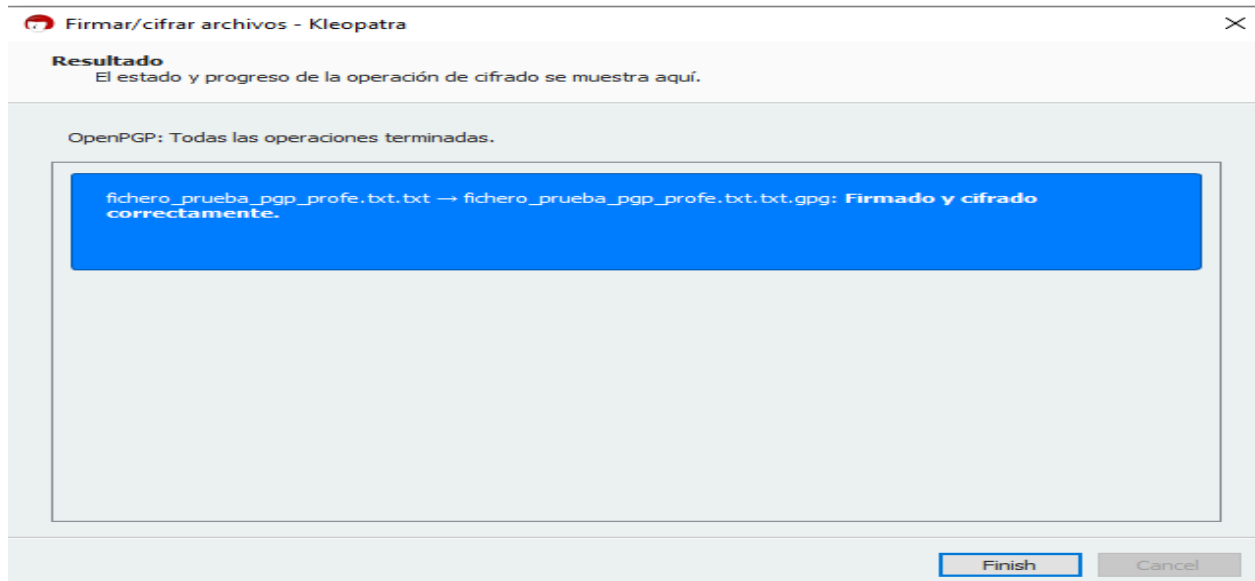 Firmar/cifrar archivos - Kleopatra
Resultado
El estado y progreso de la operación de cifrado se muestra aquí.
OpenPGP: Todas las operaciones terminadas.
fichero_prueba_pgp_profe.txt.txt → fichero_prueba_pgp_profe.txt.txt.gpg: Firmado y cifrado
correctamente.
Finish
Cancel